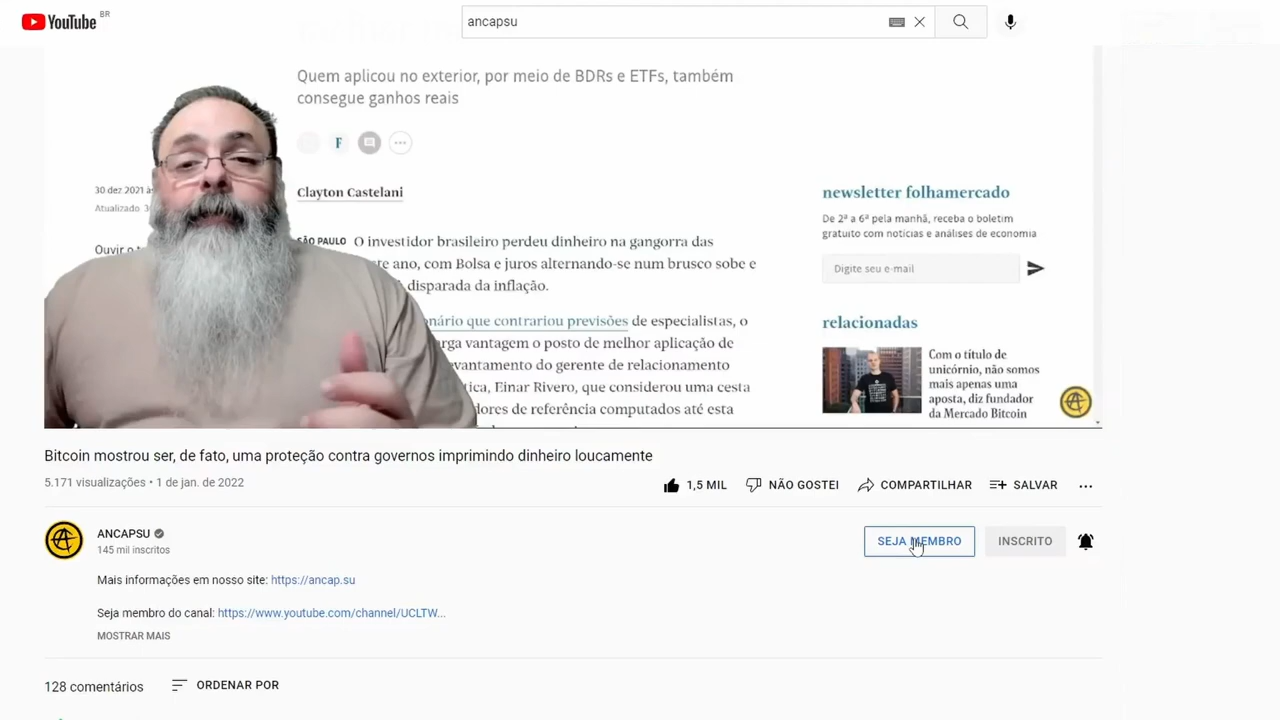 YouTube BR
ancapsu
Quem aplicou no exterior, por meio de BDRs e ETFs, também
consegue ganhos reais
F
30 dez.2021 às
Clayton Castelani
Atualizado
newsletter folhamercado
De 2ª a 6ª pela manhã, receba o boletim
gratuito com notícias e análises de economia
Digite seu e-mail
Ouvir o
SÃO PAULO O investidor brasileiro perdeu dinheiro na gangorra das
te ano, com Bolsa e juros alternando-se num brusco sobe e
disparada da inflação.
nário que contrariou previsões de especialistas, o
rga vantagem o posto de melhor aplicação de
evantamento do gerente de relacionamento
tica, Einar Rivero, que considerou uma cesta
dores de referência computados até esta
relacionadas
Com o título de
unicórnio, não somos
mais apenas uma
aposta, diz fundador
da Mercado Bitcoin
Bitcoin mostrou ser, de fato, uma proteção contra governos imprimindo dinheiro loucamente
5.171 visualizações • 1 de jan. de 2022
1,5 MIL NÃO GOSTEI COMPARTILHAR SALVAR ...
ANCAPSU
145 mil inscritos
SEJA MEMBRO INSCRITO
Mais informações em nosso site: https://ancap.su
Seja membro do canal: https://www.youtube.com/channel/UCLTW...
MOSTRAR MAIS
128 comentários ORDENAR POR